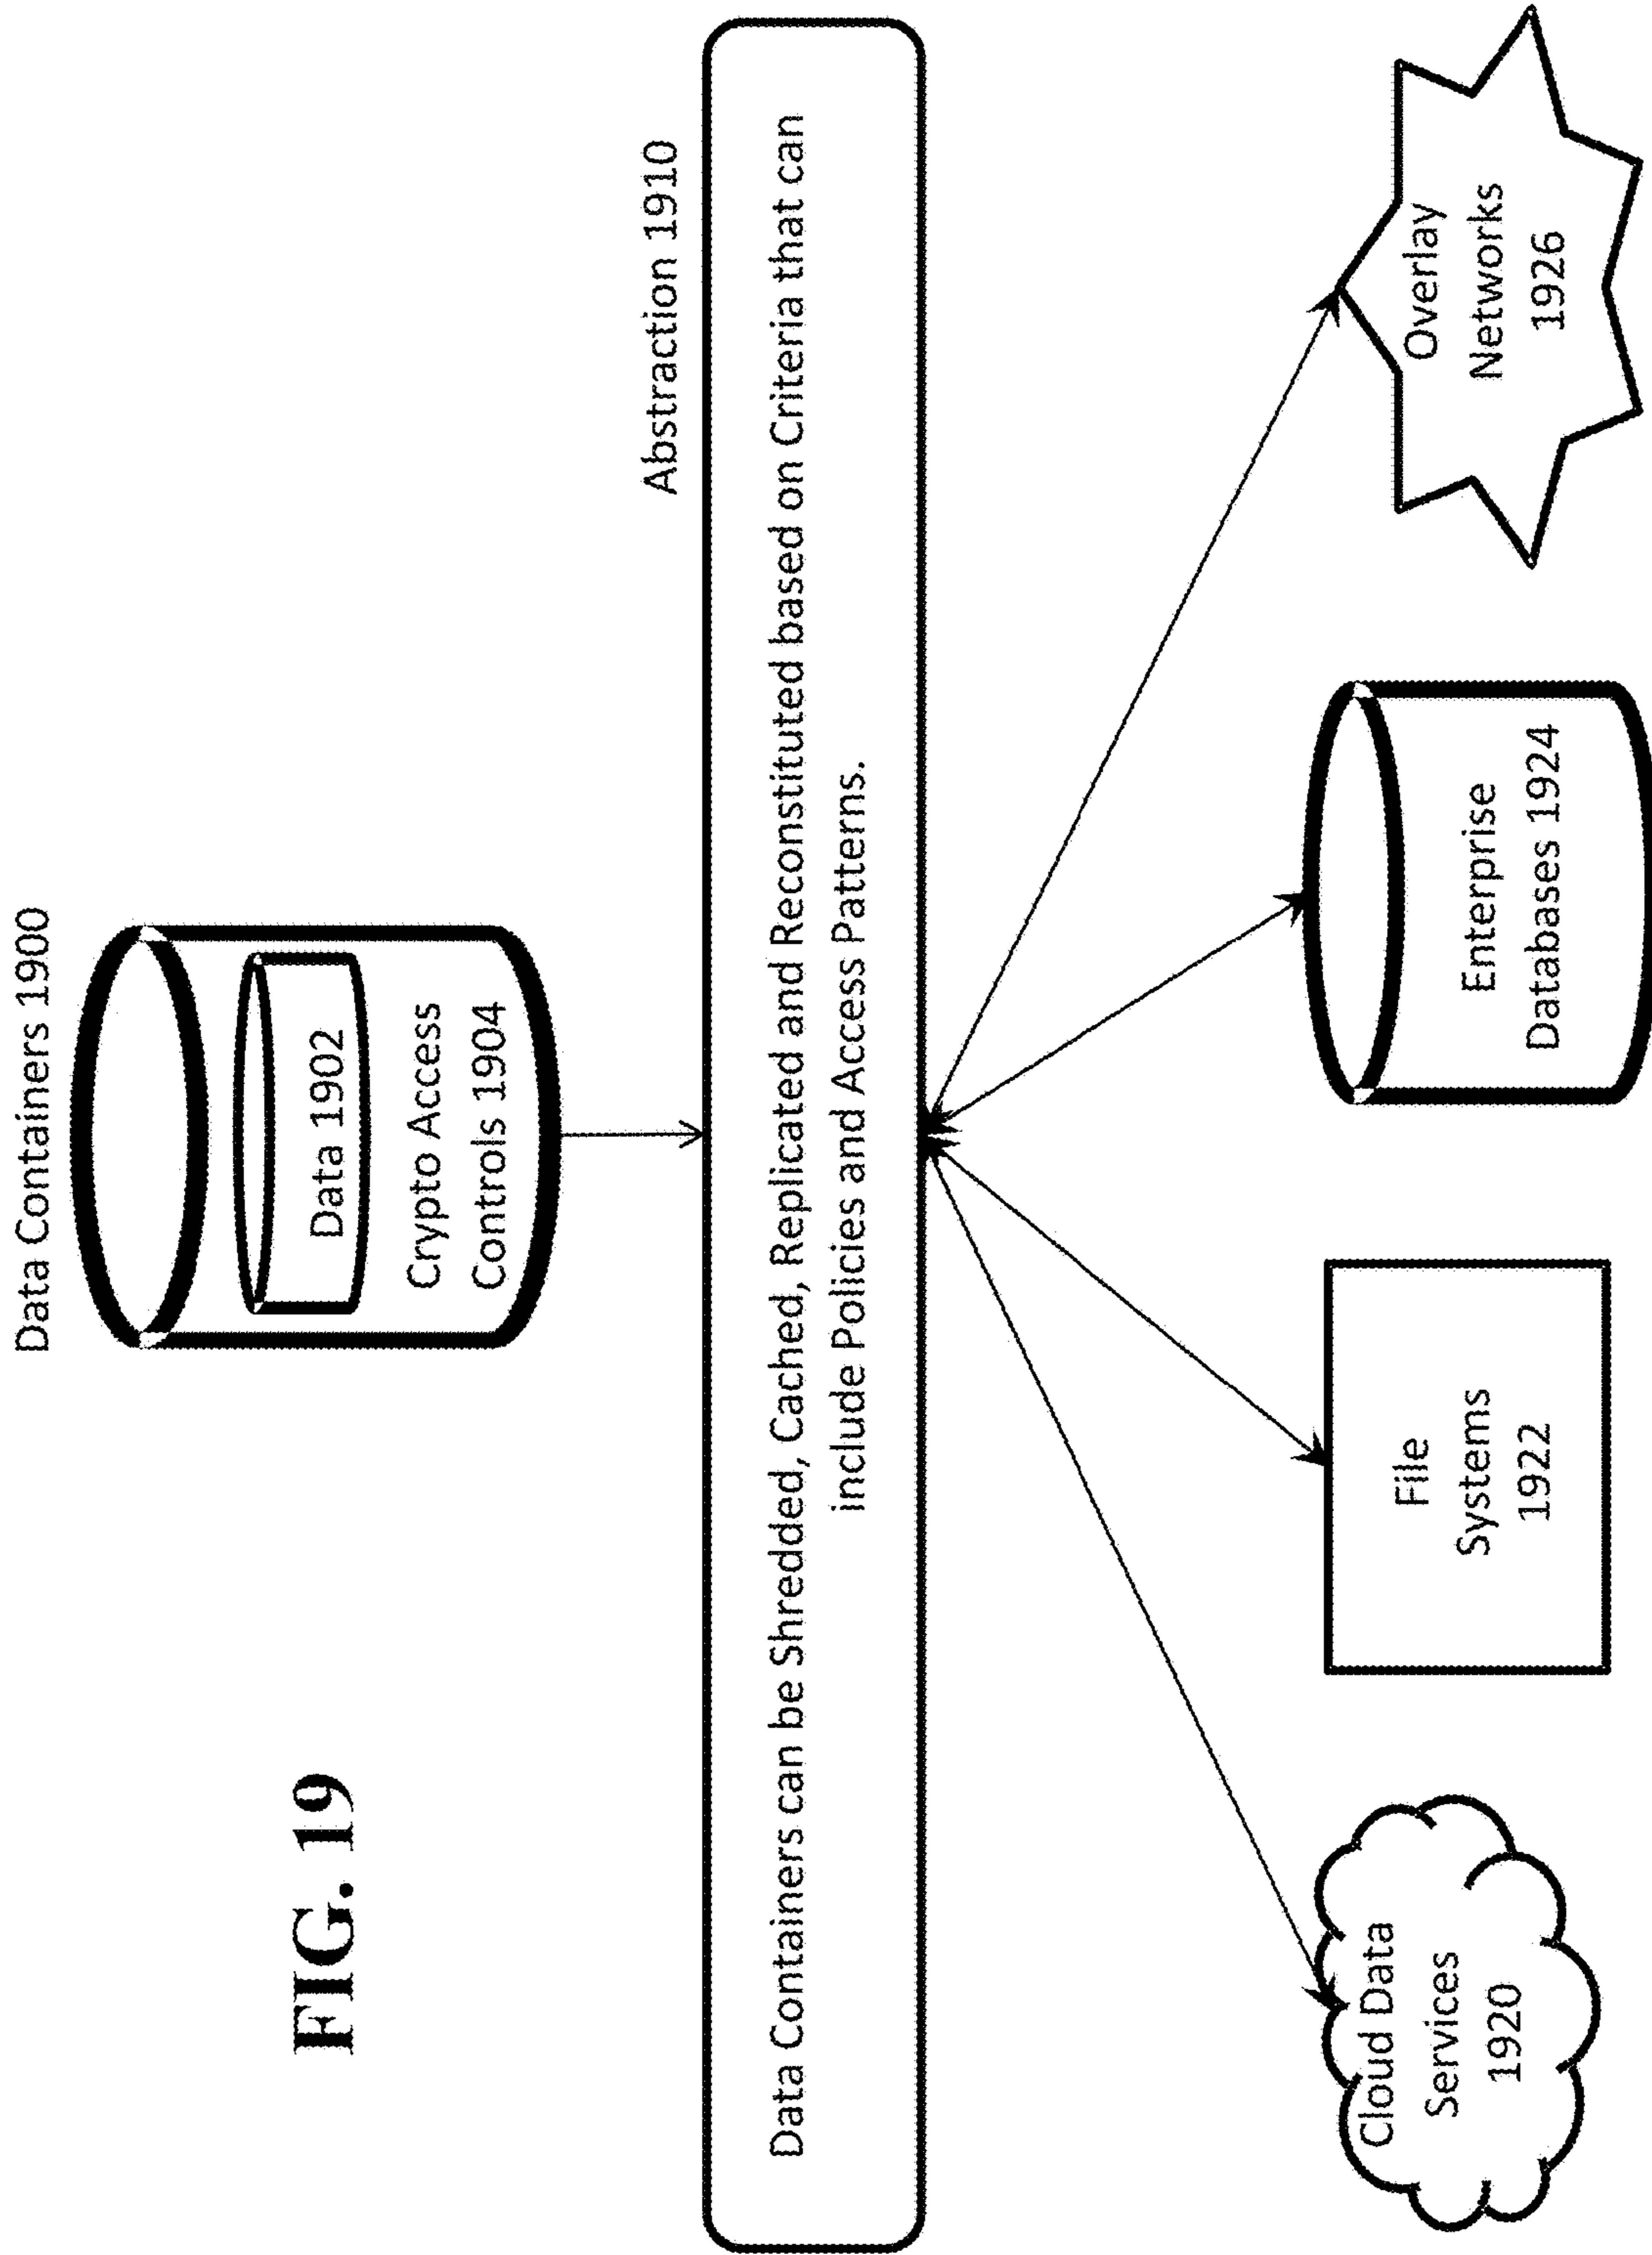 FIG. 19
Data Containers 1900
Data 1902
Crypto Access
Controls 1904
Abstraction 1910
Data Containers can be Shredded, Cached, Replicated and Reconstituted based on Criteria that can
include Policies and Access Patterns.
Cloud Data
Services
1920
File
Systems
1922
Enterprise
Databases 1924
Overlay
Networks
1926